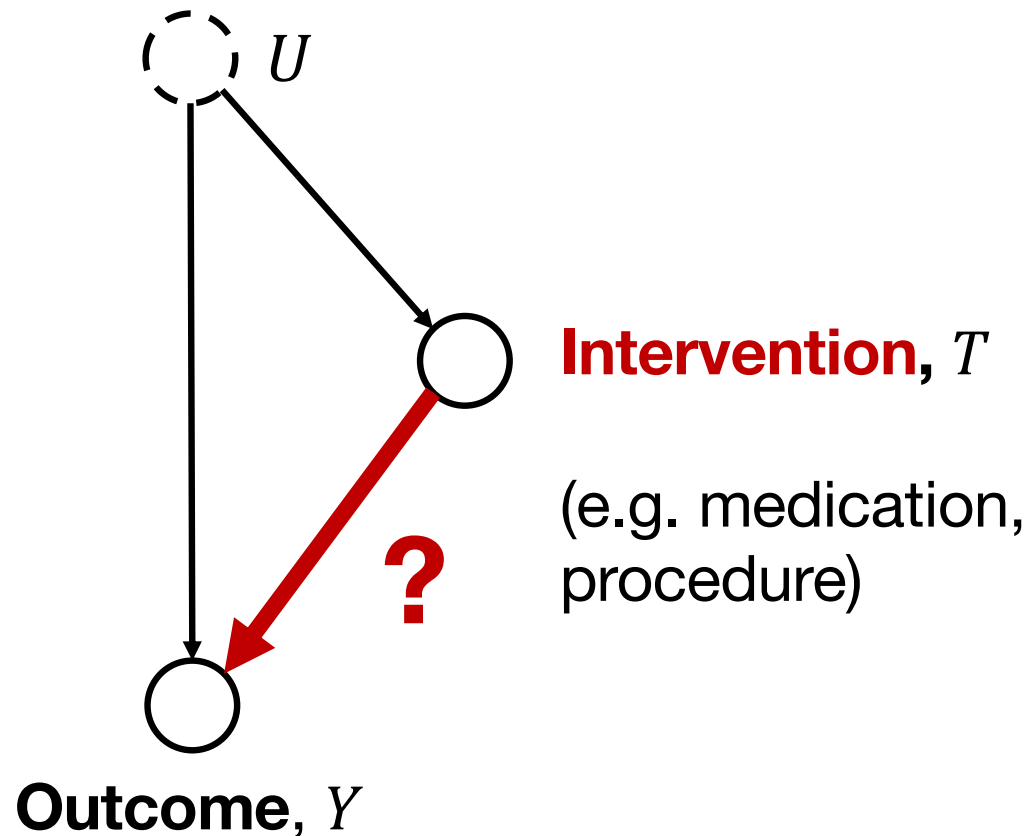 U
Intervention, T
(e.g. medication,
procedure)
?
Outcome, Y